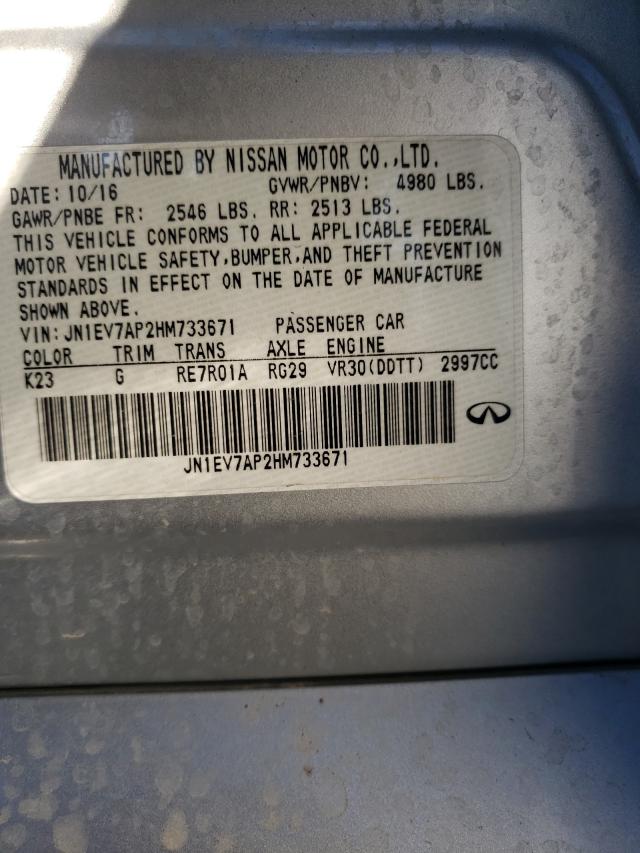 MANUFACTURED BY NISSAN MOTOR CO.,LTD.
DATE: 10/16 GVWR/PNBV: 4980 LBS.
GAWR/PNBE FR: 2546 LBS. RR: 2513 LBS.
THIS VEHICLE CONFORMS TO ALL APPLICABLE FEDERAL
MOTOR VEHICLE SAFETY,BUMPER,AND THEFT PREVENTION
STANDARDS IN EFFECT ON THE DATE OF MANUFACTURE
SHOWN ABOVE.
VIN:JN1EV7AP2HM733671 PASSENGER CAR
COLOR TRIM TRANS AXLE ENGINE
K23 G RE7R01A RG29 VR30(DDTT) 2997CC
JN1EV7AP2HM733671